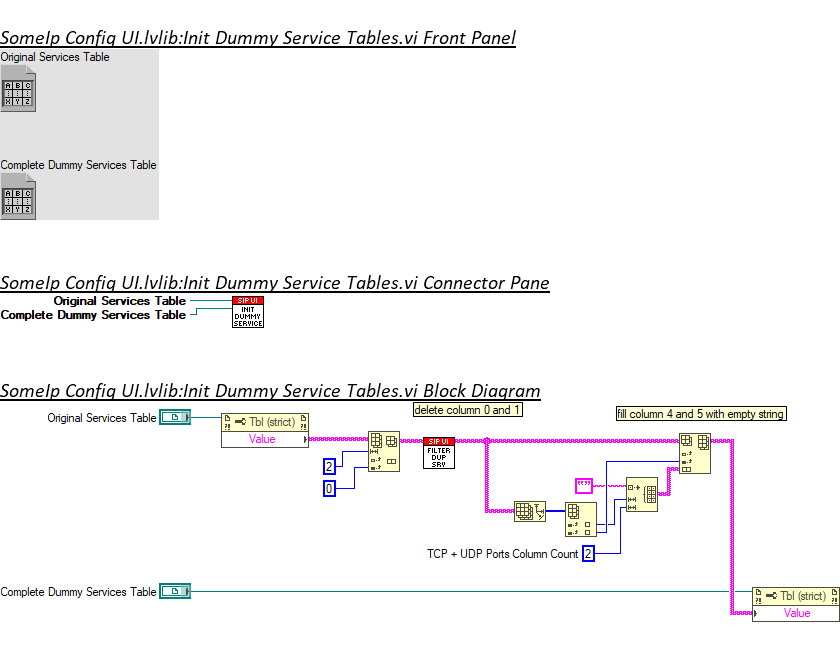 SomeIp Config UI.lvlib:Init Dummy Service Tables.vi Front Panel
Original Services Table
A B C
X Y Z
Complete Dummy Services Table
A B C
X Y Z
SomeIp Config UI.lvlib:Init Dummy Service Tables.vi Connector Pane
Original Services Table
Complete Dummy Services Table
SIP UI
INIT
DUMMY
SERVICE
SomeIp Config UI.lvlib:Init Dummy Service Tables.vi Block Diagram
delete column 0 and 1
fill column 4 and 5 with empty string
Original Services Table
Tbl (strict)
Value
2
0
SIP UI
FILTER
DUP
SRV
""
TCP + UDP Ports Column Count 2
Complete Dummy Services Table
Tbl (strict)
Value